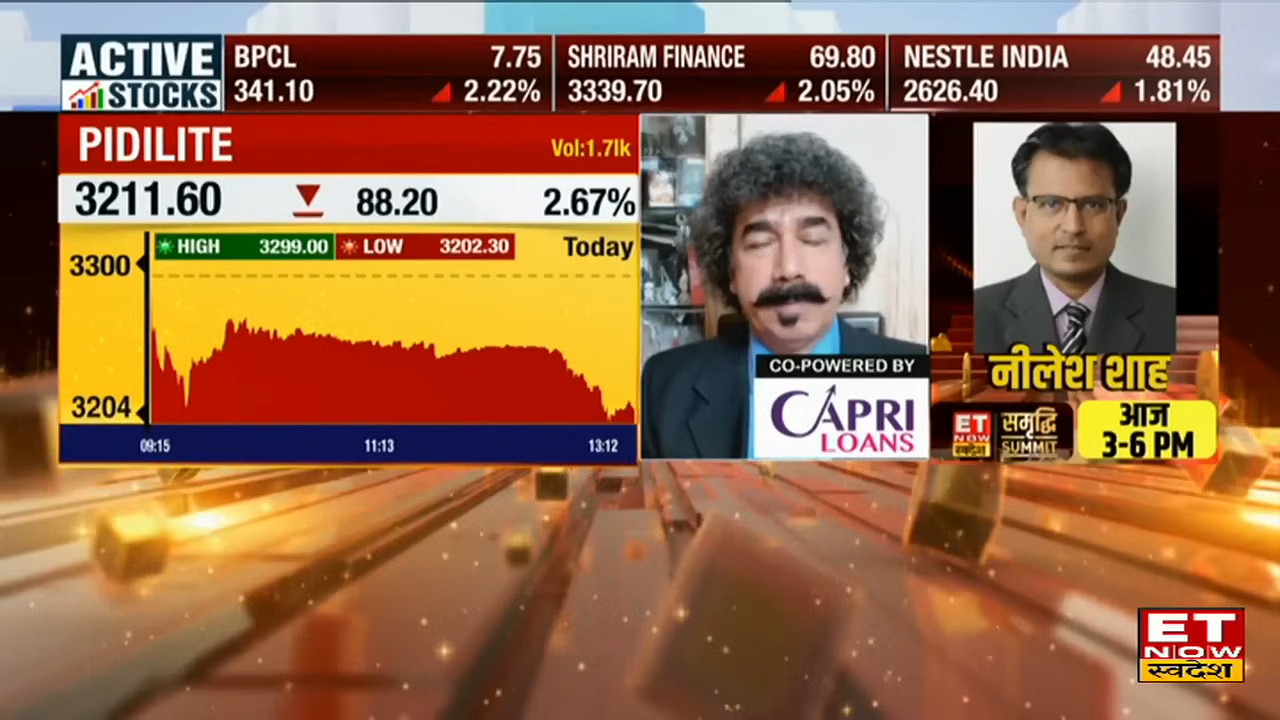 ACTIVE
STOCKS
BPCL 7.75
341.10 2.22%
SHRIRAM FINANCE 69.80
3339.70 2.05%
NESTLE INDIA 48.45
2626.40 1.81%
PIDILITE Vol:1.7lk
3211.60 88.20 2.67%
HIGH 3299.00 LOW 3202.30 Today
3300
3204
09:15 11:13 13:12
CO-POWERED BY
CAPRI
LOANS
नीलेश शाह
ET
NOW
स्वदेश
समृद्धि
SUMMIT
आज
3-6 PM
ET
NOW
स्वदेश